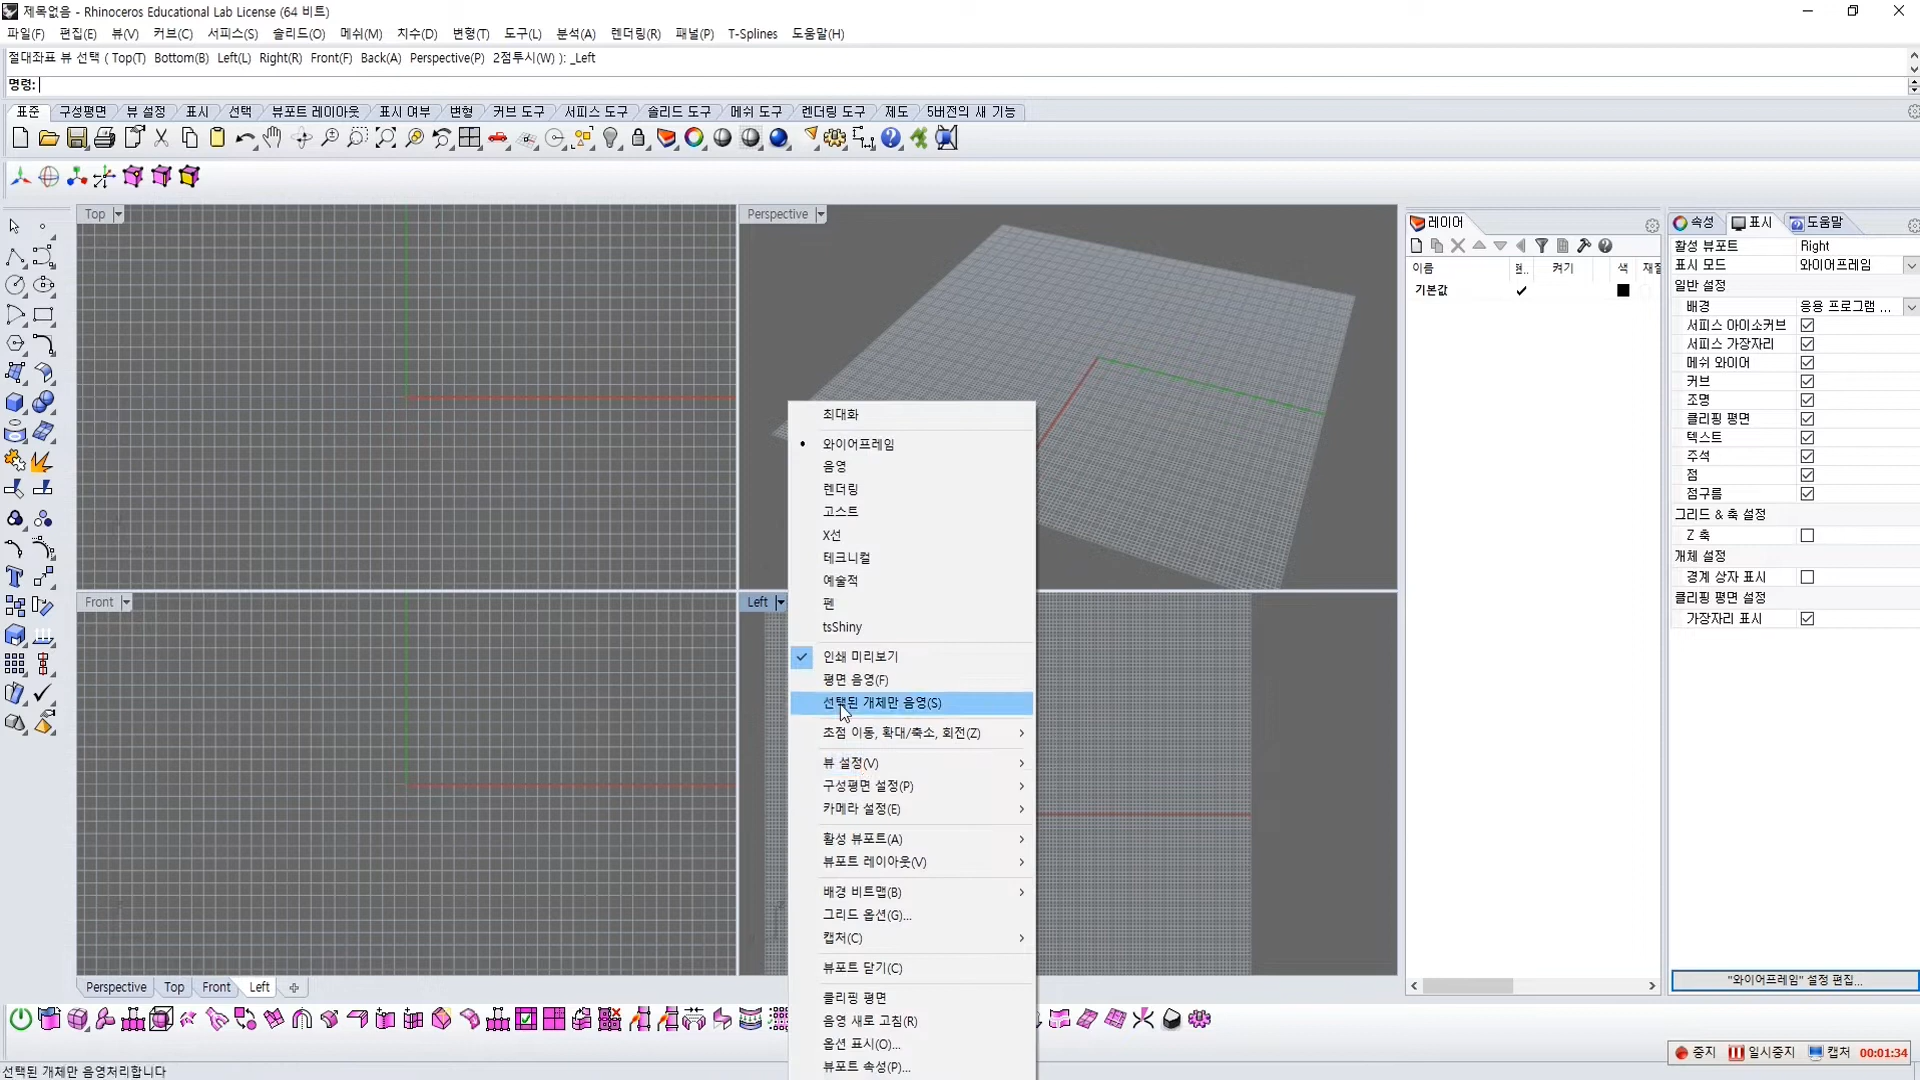 제목없음 - Rhinoceros Educational Lab License (64 비트)
파일(F) 편집(E) 뷰(V) 커브(C) 서피스(S) 솔리드(O) 메쉬(M) 치수(D) 변형(T) 도구(L) 분석(A) 렌더링(R) 패널(P) T-Splines 도움말(H)
절대좌표 뷰 선택 ( Top(T) Bottom(B) Left(L) Right(R) Front(F) Back(A) Perspective(P) 2점투시(W) ): _Left
명령:
표준 구성평면 뷰 설정 표시 선택 뷰포트 레이아웃 표시 여부 변형 커브 도구 서피스 도구 솔리드 도구 메쉬 도구 렌더링 도구 제도 5버전의 새 기능
Top
Perspective
Front
Left
최대화
와이어프레임
음영
렌더링
고스트
X선
테크니컬
예술적
펜
tsShiny
인쇄 미리보기
평면 음영(F)
선택된 개체만 음영(S)
초점 이동, 확대/축소, 회전(Z)
뷰 설정(V)
구성평면 설정(P)
카메라 설정(E)
활성 뷰포트(A)
뷰포트 레이아웃(V)
배경 비트맵(B)
그리드 옵션(G)...
캡처(C)
뷰포트 닫기(C)
클리핑 평면
음영 새로 고침(R)
옵션 표시(O)...
뷰포트 속성(P)...
레이어
이름 켜기 색 재질
기본값
속성 표시 도움말
활성 뷰포트 Right
표시 모드 와이어프레임
일반 설정
배경 응용 프로그램 ...
서피스 아이소커브
서피스 가장자리
메쉬 와이어
커브
조명
클리핑 평면
텍스트
주석
점
점구름
그리드 & 축 설정
Z 축
개체 설정
경계 상자 표시
클리핑 평면 설정
가장자리 표시
"와이어프레임" 설정 편집...
Perspective Top Front Left
중지 일시중지 캡처 00:01:34
선택된 개체만 음영처리합니다